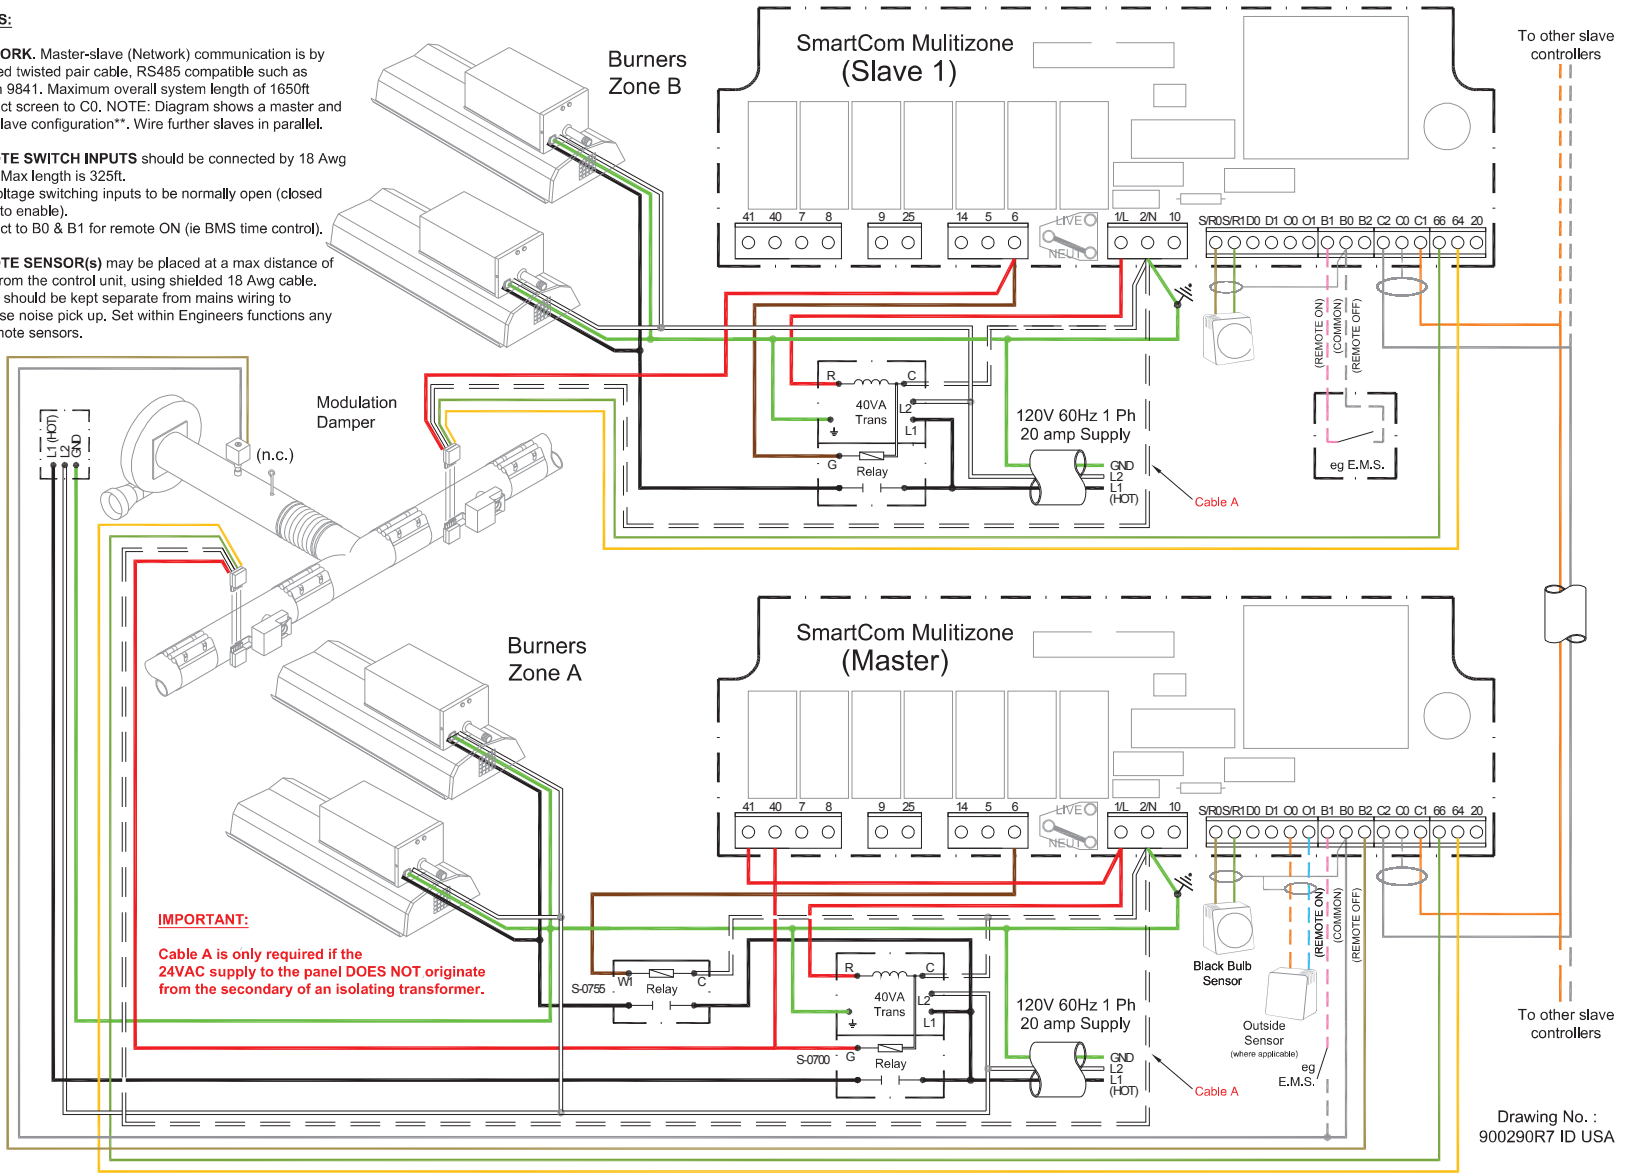 S:
ORK. Master-slave (Network) communication is by
ed twisted pair cable, RS485 compatible such as
n 9841. Maximum overall system length of 1650ft
ct screen to C0. NOTE: Diagram shows a master and
lave configuration**. Wire further slaves in parallel.
OTE SWITCH INPUTS should be connected by 18 Awg
Max length is 325ft.
oltage switching inputs to be normally open (closed
to enable).
ct to B0 & B1 for remote ON (ie BMS time control).
OTE SENSOR(s) may be placed at a max distance of
rom the control unit, using shielded 18 Awg cable.
should be kept separate from mains wiring to
se noise pick up. Set within Engineers functions any
note sensors.
Burners
Zone B
SmartCom Mulitizone
(Slave 1)
To other slave
controllers
41 40 7 8 9 25 14 5 6 1/L 2/N 10
LIVE
NEUT
S/R0 S/R1 D0 D1 O0 O1 B1 B0 B2 C2 C0 C1 66 64 20
(REMOTE ON)
(COMMON)
(REMOTE OFF)
eg E.M.S.
Modulation
Damper
R C
40VA
Trans
L2
L1
G
Relay
120V 60Hz 1 Ph
20 amp Supply
GND
L2
L1
(HOT)
Cable A
L1 (HOT)
L2
GND
(n.c.)
Burners
Zone A
SmartCom Mulitizone
(Master)
41 40 7 8 9 25 14 5 6 1/L 2/N 10
LIVE
NEUT
S/R0 S/R1 D0 D1 O0 O1 B1 B0 B2 C2 C0 C1 66 64 20
(REMOTE ON)
(COMMON)
(REMOTE OFF)
Black Bulb
Sensor
Outside
Sensor
(where applicable)
eg
E.M.S.
IMPORTANT:
Cable A is only required if the
24VAC supply to the panel DOES NOT originate
from the secondary of an isolating transformer.
S-0755
W1 C
Relay
R C
40VA
Trans
L2
L1
S-0700
G
Relay
120V 60Hz 1 Ph
20 amp Supply
GND
L2
L1
(HOT)
Cable A
To other slave
controllers
Drawing No. :
900290R7 ID USA